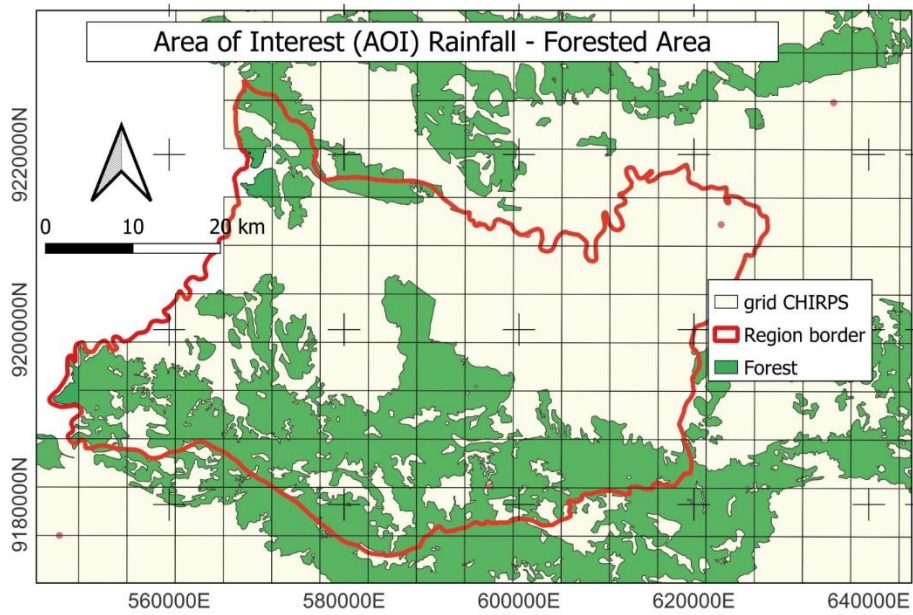 Area of Interest (AOI) Rainfall - Forested Area
9220000N
0 10 20 km
9200000N
grid CHIRPS
Region border
Forest
9180000N
560000E 580000E 600000E 620000E 640000E